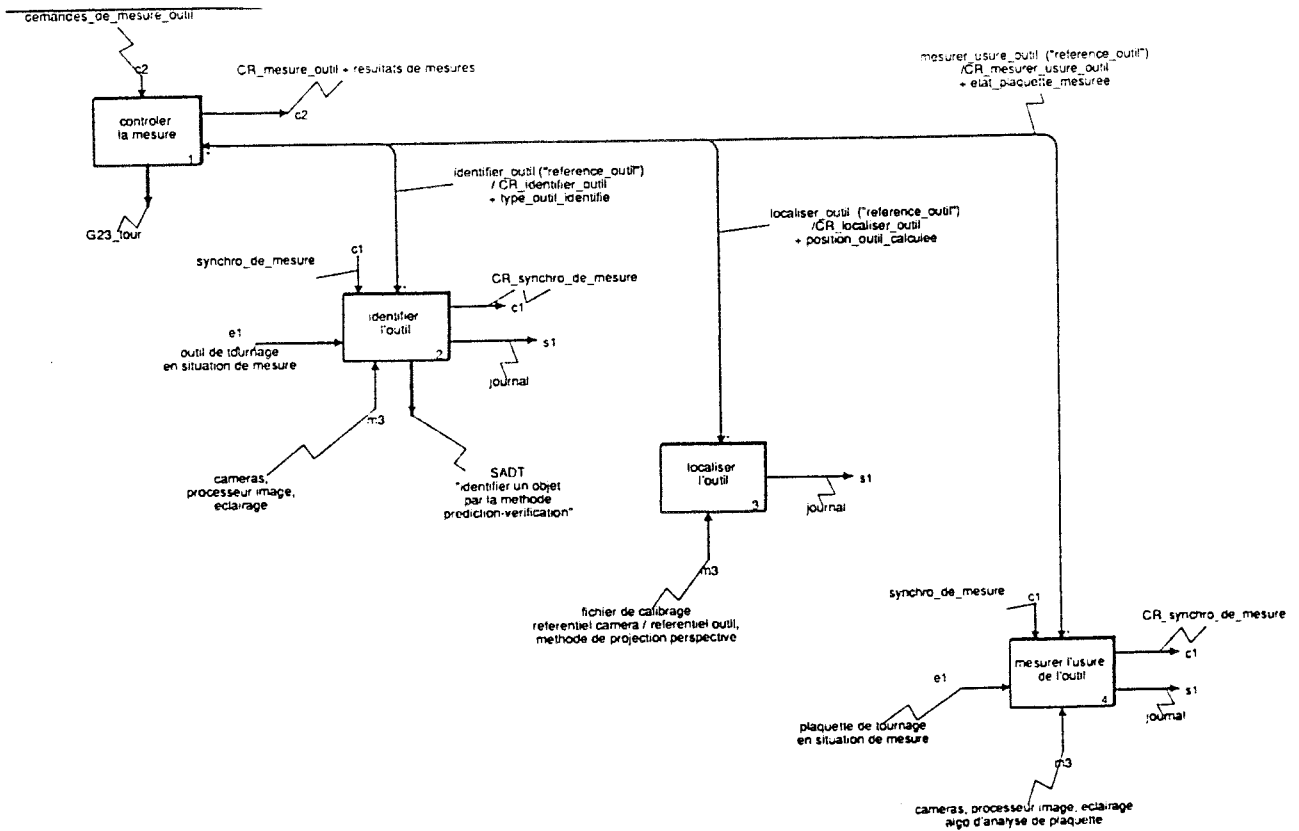 demandes_de_mesure_outil
c2
CR_mesure_outil + resultats de mesures
c2
controler
la mesure
1
G23_tour
mesurer_usure_outil ("reference_outil")
/CR_mesurer_usure_outil
+ etat_plaquette_mesuree
identifier_outil ("reference_outil")
/ CR_identifier_outil
+ type_outil_identifie
localiser_outil ("reference_outil")
/CR_localiser_outil
+ position_outil_calculee
synchro_de_mesure
c1
CR_synchro_de_mesure
c1
identifier
l'outil
2
e1
outil de tournage
en situation de mesure
s1
journal
m3
cameras,
processeur image,
eclairage
SADT
"identifier un objet
par la methode
prediction-verification"
localiser
l'outil
3
s1
journal
m3
fichier de calibrage
referentiel camera / referentiel outil,
methode de projection perspective
synchro_de_mesure
c1
CR_synchro_de_mesure
c1
mesurer l'usure
de l'outil
4
e1
plaquette de tournage
en situation de mesure
s1
journal
m3
cameras, processeur image, eclairage
algo d'analyse de plaquette